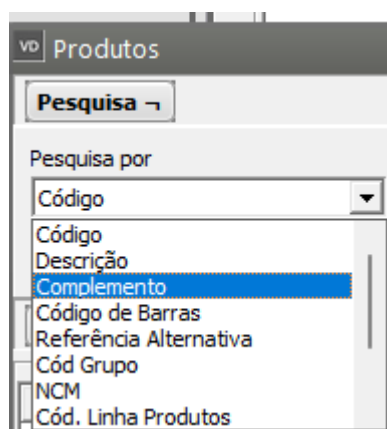 VD Produtos
Pesquisa ¬
Pesquisa por
Código
Código
Descrição
Complemento
Código de Barras
Referência Alternativa
Cód Grupo
NCM
Cód. Linha Produtos